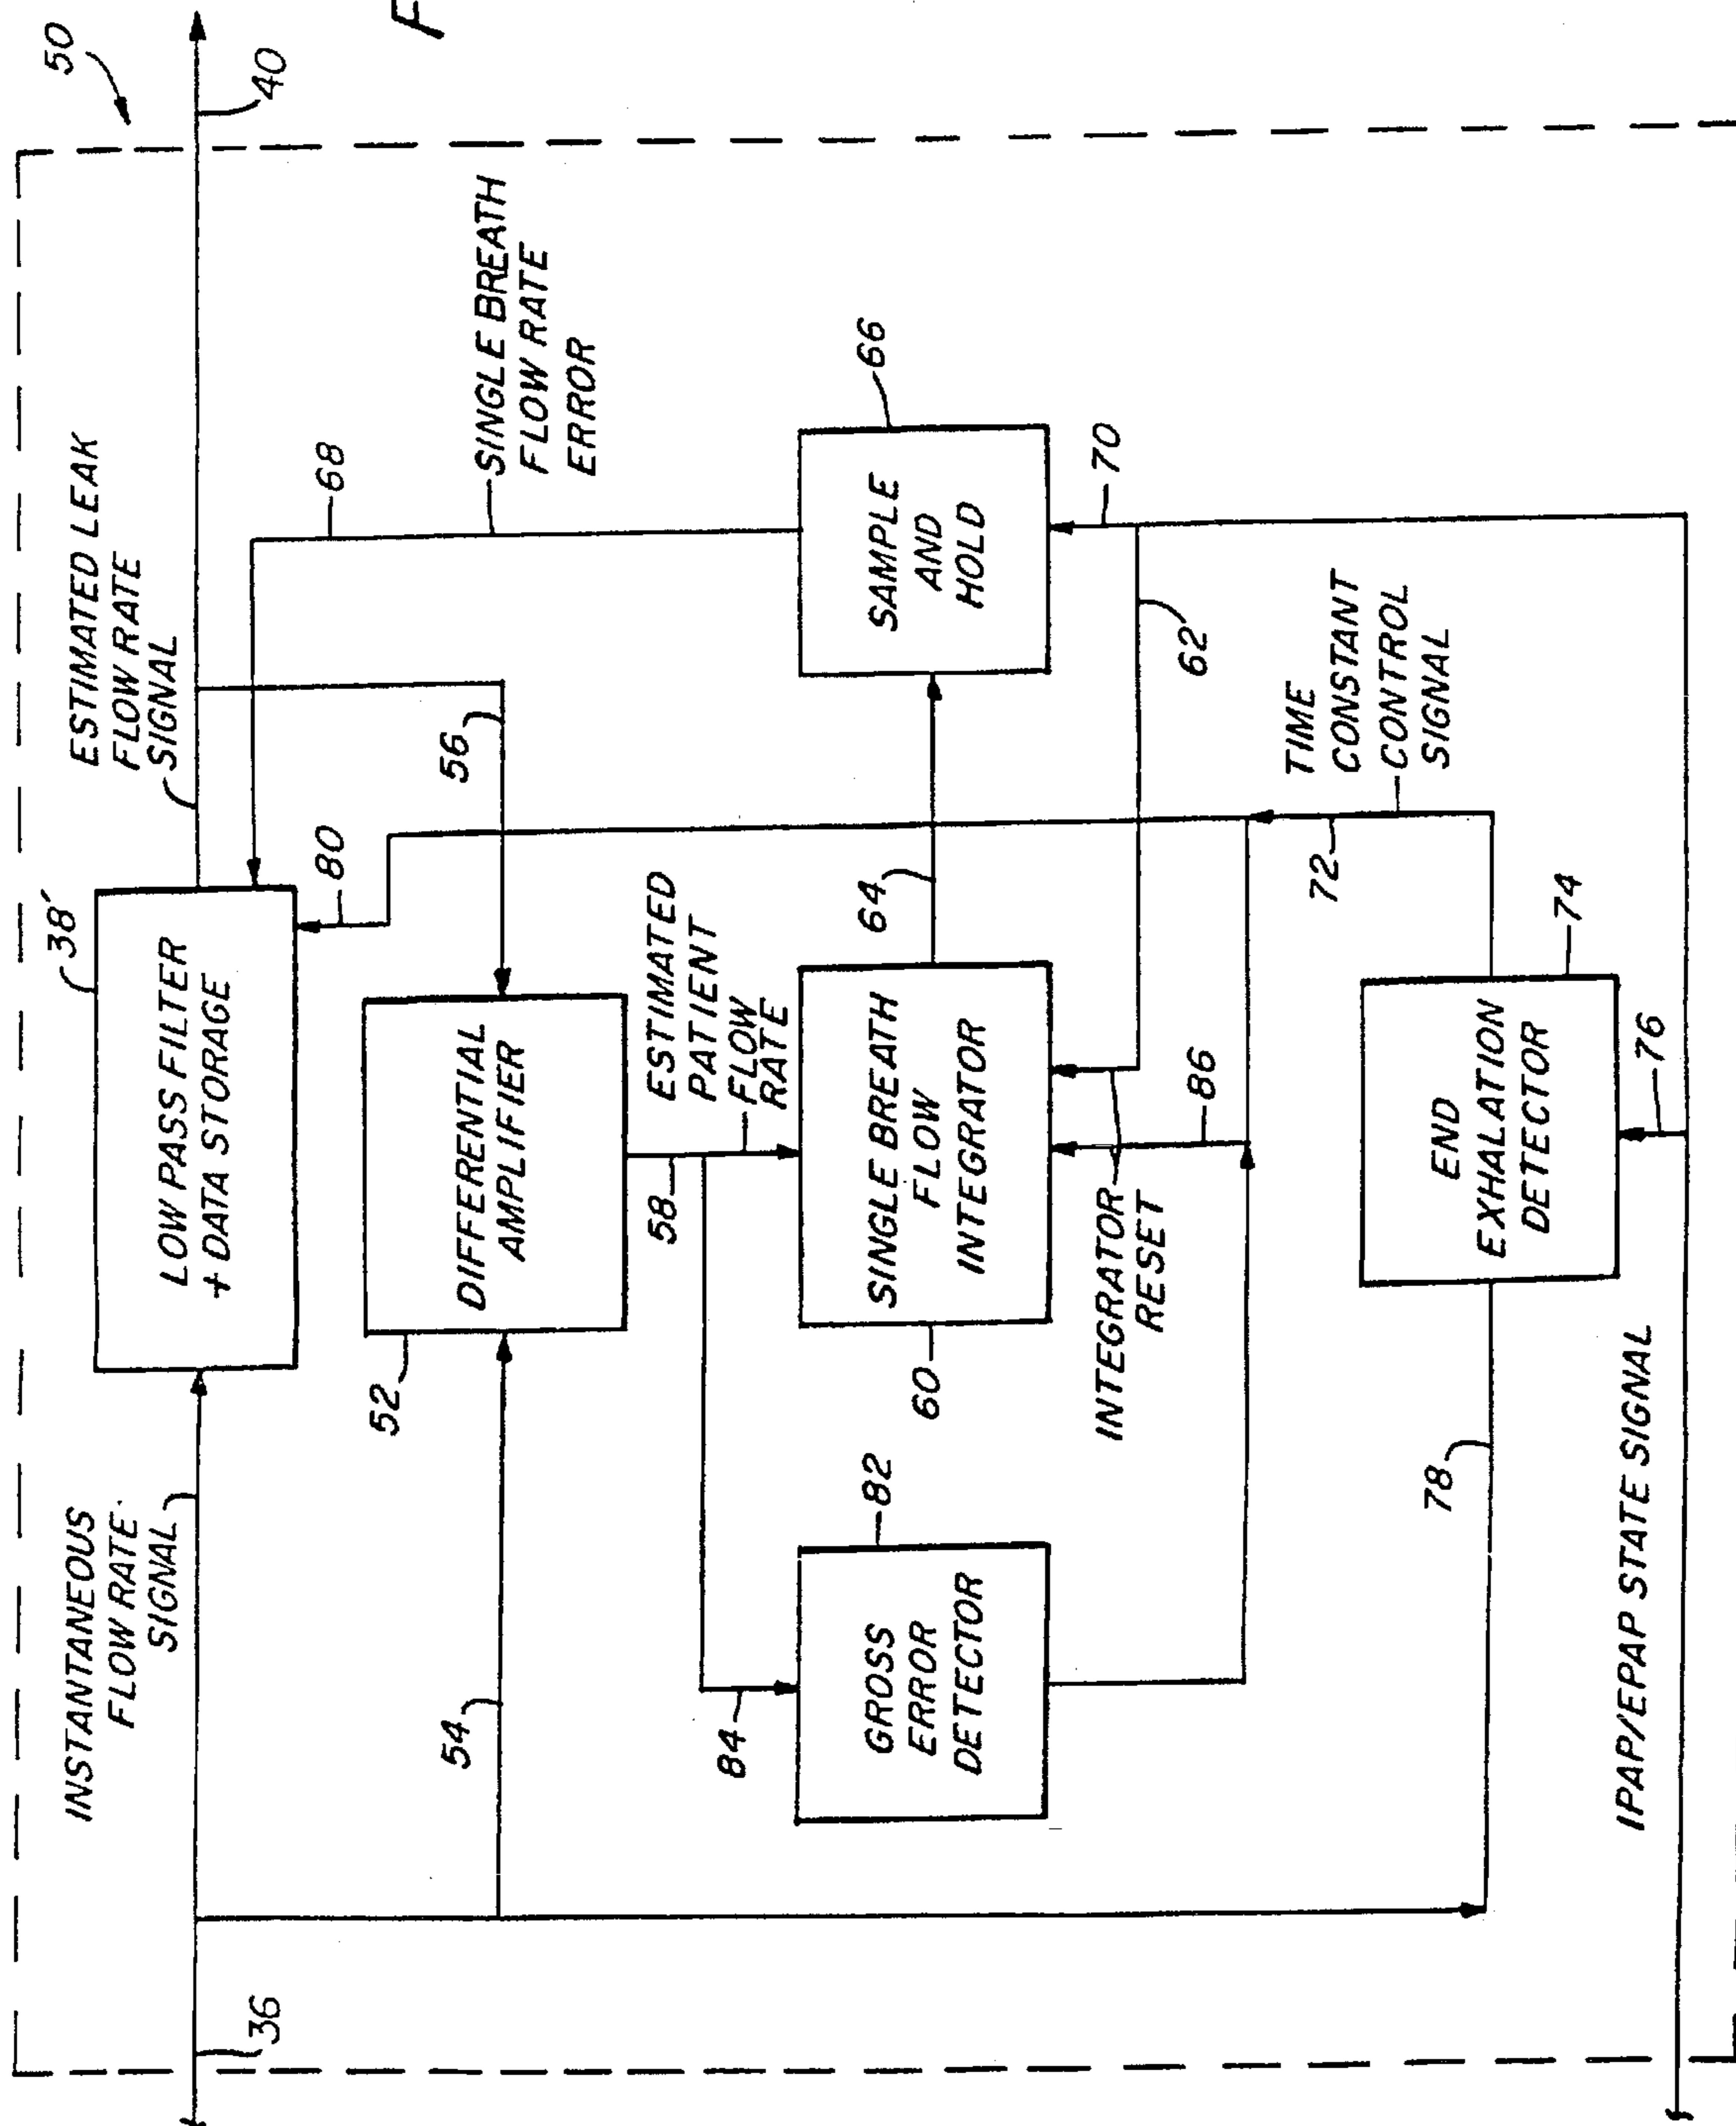 50
40
F
36
INSTANTANEOUS
FLOW RATE
SIGNAL
38'
LOW PASS FILTER
+ DATA STORAGE
ESTIMATED LEAK
FLOW RATE
SIGNAL
80
68
SINGLE BREATH
FLOW RATE
ERROR
54
52
DIFFERENTIAL
AMPLIFIER
56
58
ESTIMATED
PATIENT
FLOW
RATE
84
GROSS
ERROR
DETECTOR
82
60
SINGLE BREATH
FLOW
INTEGRATOR
64
SAMPLE
AND
HOLD
66
70
62
INTEGRATOR
RESET
86
72
TIME
CONSTANT
CONTROL
SIGNAL
78
END
EXHALATION
DETECTOR
74
76
IPAP/EPAP STATE SIGNAL